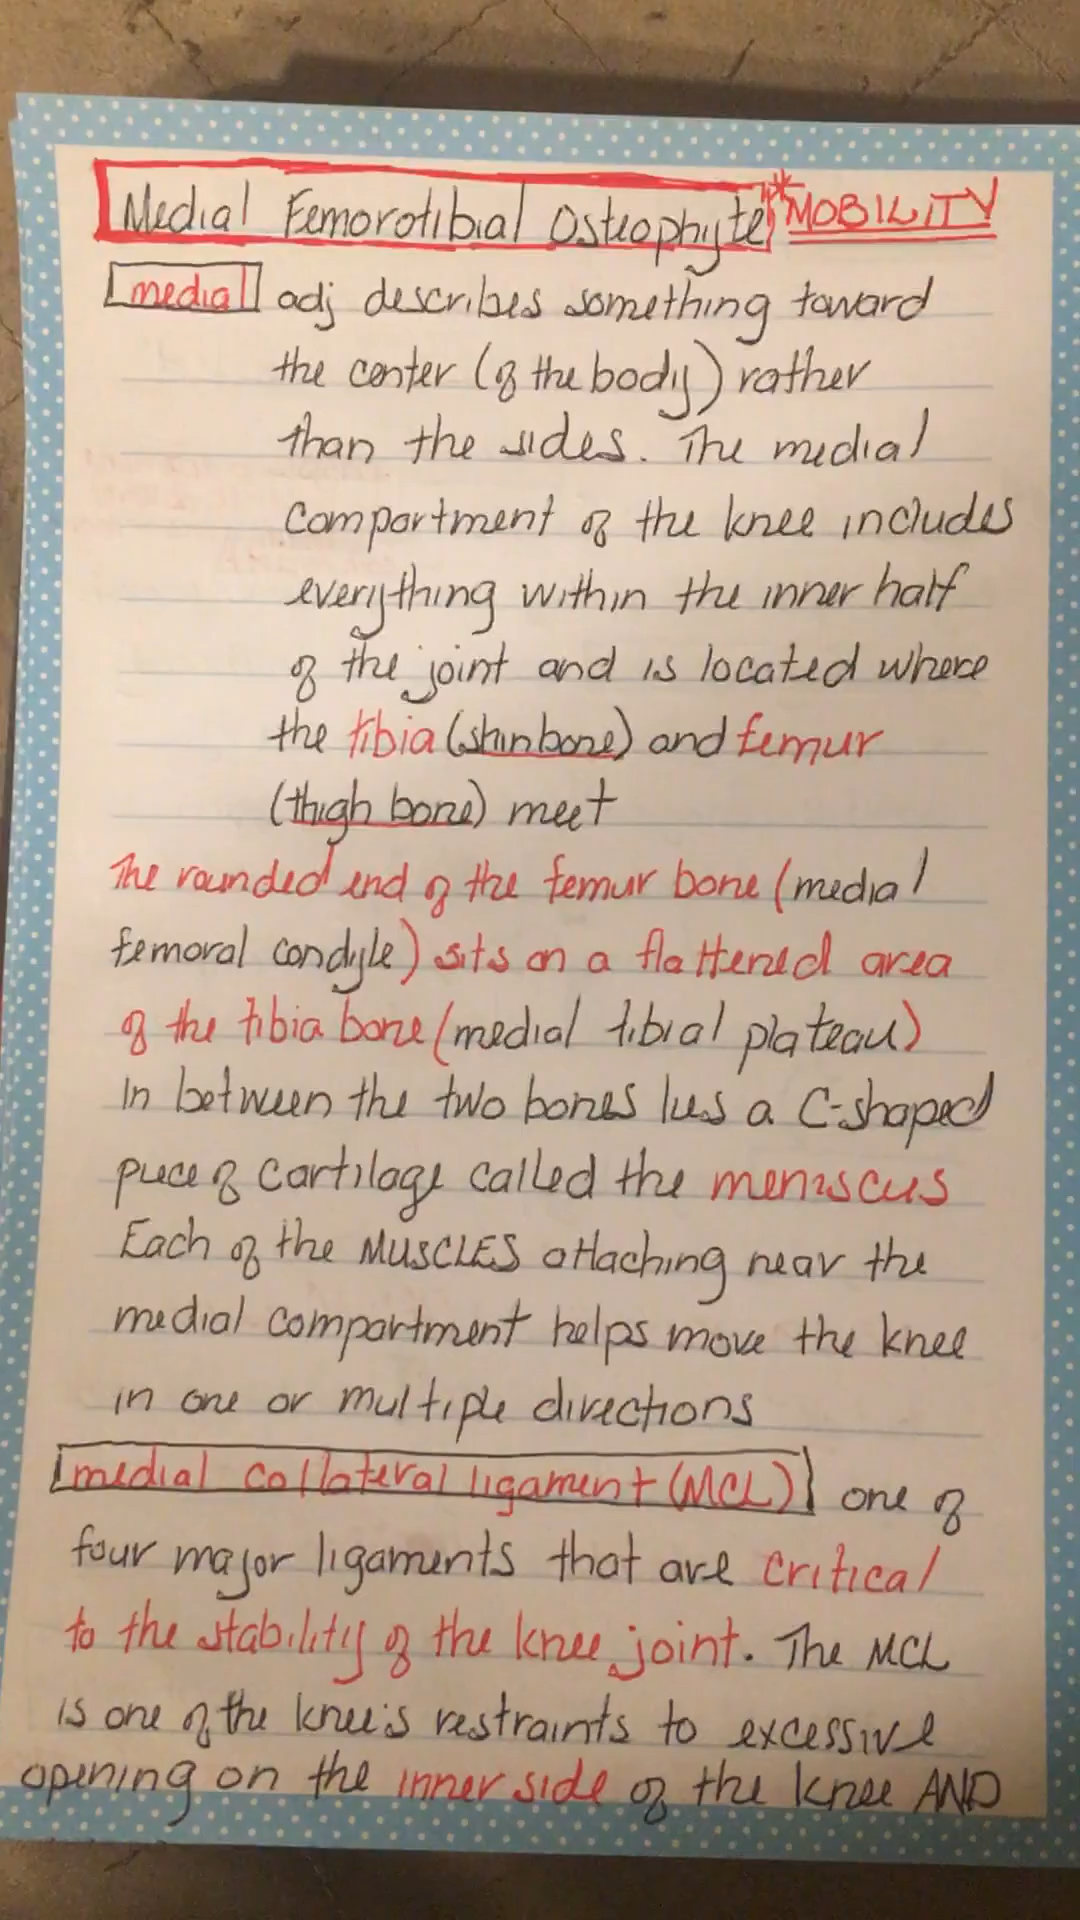 Medial Femorotibial Osteophyte *MOBILITY
medial adj describes something toward
the center (of the body) rather
than the sides. The medial
compartment of the knee includes
everything within the inner half
of the joint and is located where
the tibia (shinbone) and femur
(thigh bone) meet
The rounded end of the femur bone (medial
femoral condyle) sits on a flattened area
of the tibia bone (medial tibial plateau)
In between the two bones lies a C-shaped
piece of cartilage called the meniscus
Each of the MUSCLES attaching near the
medial compartment helps move the knee
in one or multiple directions
medial collateral ligament (MCL) one of
four major ligaments that are critical
to the stability of the knee joint. The MCL
is one of the knee's restraints to excessive
opening on the inner side of the knee AND